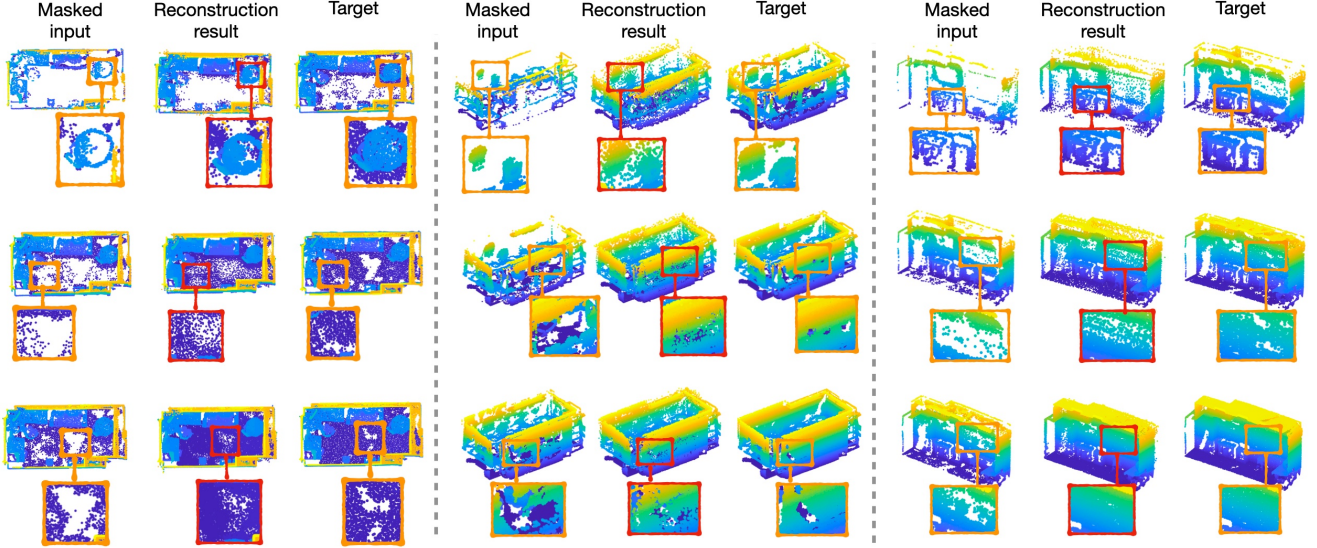 Masked
input
Reconstruction
result
Target
Masked
input
Reconstruction
result
Target
Masked
input
Reconstruction
result
Target